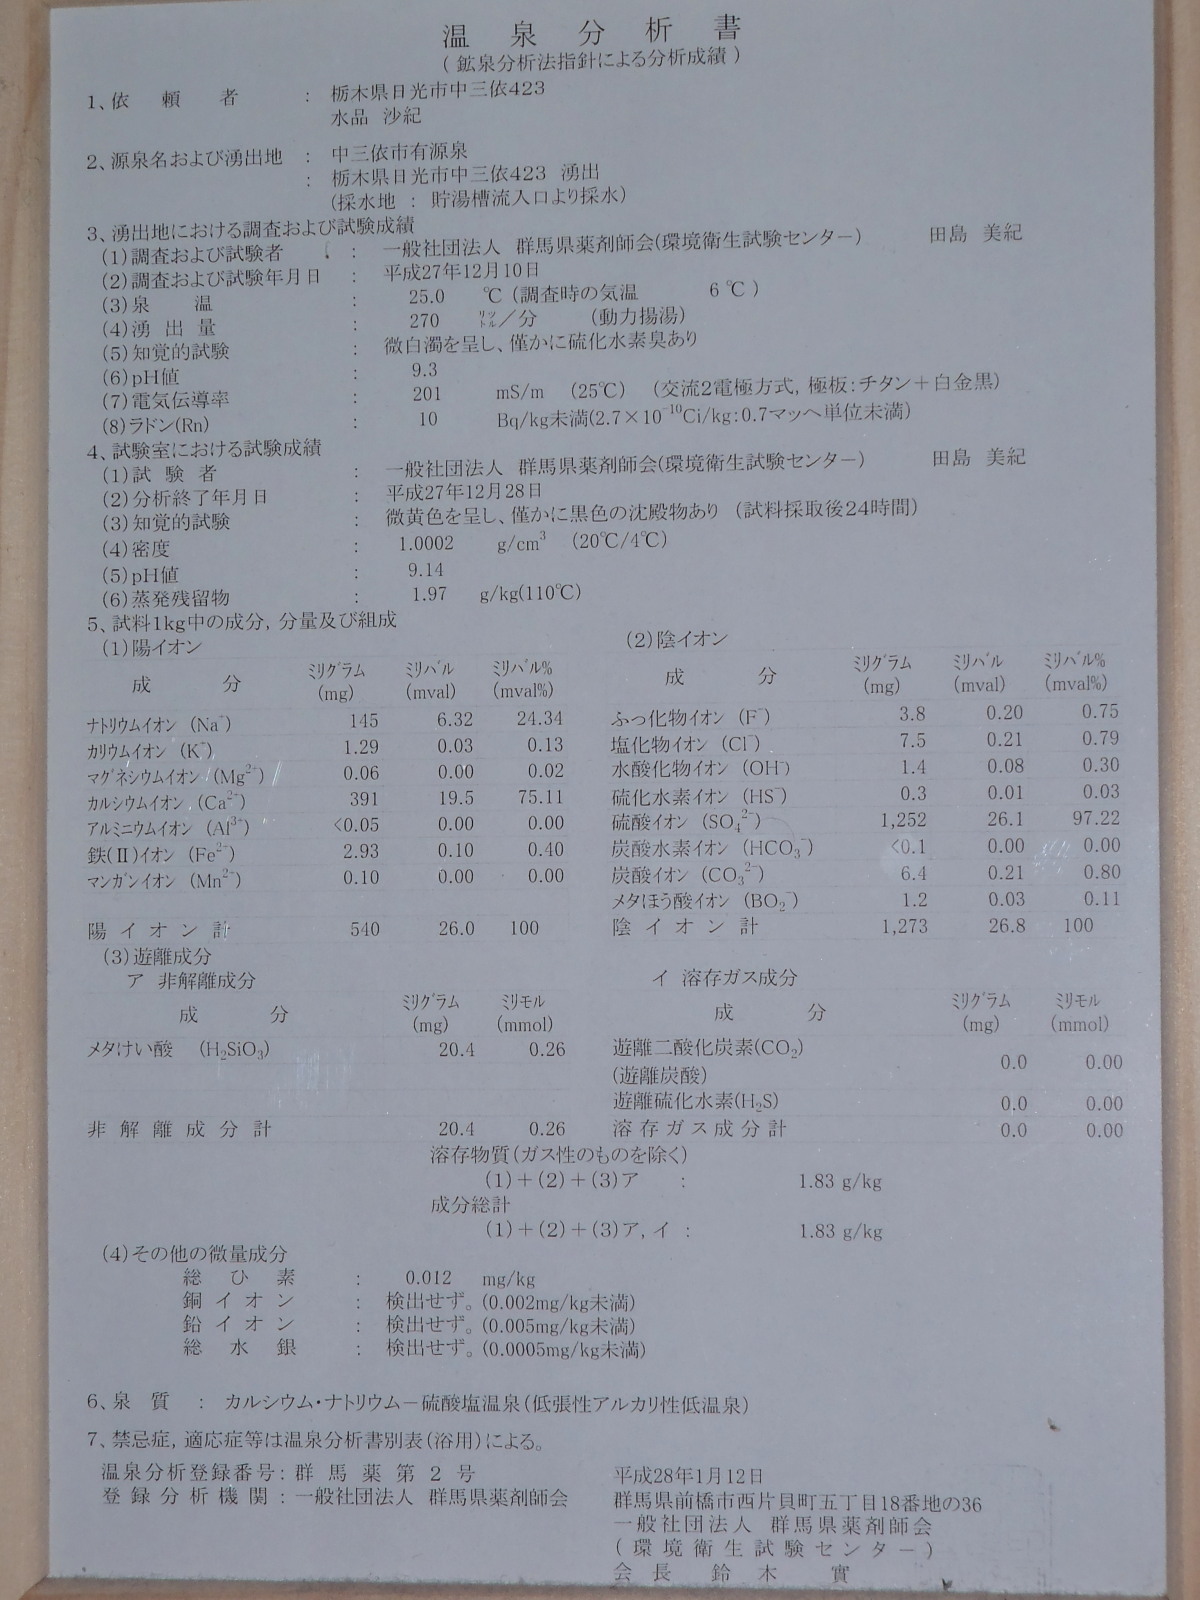 温泉分析書
(鉱泉分析法指針による分析成績)
1、依頼者 : 栃木県日光市中三依423
水品 沙紀
2、源泉名および湧出地 : 中三依市有源泉
: 栃木県日光市中三依423 湧出
(採水地 : 貯湯槽流入口より採水)
3、湧出地における調査および試験成績
(1)調査および試験者 : 一般社団法人 群馬県薬剤師会(環境衛生試験センター) 田島 美紀
(2)調査および試験年月日 : 平成27年12月10日
(3)泉温 : 25.0 ℃ (調査時の気温 6 ℃ )
(4)湧出量 : 270 リットル/分 (動力揚湯)
(5)知覚的試験 : 微白濁を呈し、僅かに硫化水素臭あり
(6)pH値 : 9.3
(7)電気伝導率 : 201 mS/m (25℃) (交流2電極方式, 極板:チタン+白金黒)
(8)ラドン(Rn) : 10 Bq/kg未満(2.7×10⁻¹⁰Ci/kg:0.7マッヘ単位未満)
4、試験室における試験成績
(1)試験者 : 一般社団法人 群馬県薬剤師会(環境衛生試験センター) 田島 美紀
(2)分析終了年月日 : 平成27年12月28日
(3)知覚的試験 : 微黄色を呈し、僅かに黒色の沈殿物あり (試料採取後24時間)
(4)密度 : 1.0002 g/cm³ (20℃/4℃)
(5)pH値 : 9.14
(6)蒸発残留物 : 1.97 g/kg(110℃)
5、試料1kg中の成分, 分量及び組成
(1)陽イオン
成分 ミリグラム(mg) ミリバル(mval) ミリバル%(mval%)
ナトリウムイオン (Na⁺) 145 6.32 24.34
カリウムイオン (K⁺) 1.29 0.03 0.13
マグネシウムイオン (Mg²⁺) 0.06 0.00 0.02
カルシウムイオン (Ca²⁺) 391 19.5 75.11
アルミニウムイオン (Al³⁺) <0.05 0.00 0.00
鉄(Ⅱ)イオン (Fe²⁺) 2.93 0.10 0.40
マンガンイオン (Mn²⁺) 0.10 0.00 0.00
陽イオン計 540 26.0 100
(2)陰イオン
成分 ミリグラム(mg) ミリバル(mval) ミリバル%(mval%)
ふっ化物イオン (F⁻) 3.8 0.20 0.75
塩化物イオン (Cl⁻) 7.5 0.21 0.79
水酸化物イオン (OH⁻) 1.4 0.08 0.30
硫化水素イオン (HS⁻) 0.3 0.01 0.03
硫酸イオン (SO₄²⁻) 1,252 26.1 97.22
炭酸水素イオン (HCO₃⁻) <0.1 0.00 0.00
炭酸イオン (CO₃²⁻) 6.4 0.21 0.80
メタほう酸イオン (BO₂⁻) 1.2 0.03 0.11
陰イオン計 1,273 26.8 100
(3)遊離成分
ア 非解離成分
成分 ミリグラム(mg) ミリモル(mmol)
メタけい酸 (H₂SiO₃) 20.4 0.26
非解離成分計 20.4 0.26
イ 溶存ガス成分
成分 ミリグラム(mg) ミリモル(mmol)
遊離二酸化炭素(CO₂)
(遊離炭酸) 0.0 0.00
遊離硫化水素(H₂S) 0.0 0.00
溶存ガス成分計 0.0 0.00
溶存物質(ガス性のものを除く)
(1)+(2)+(3)ア : 1.83 g/kg
成分総計
(1)+(2)+(3)ア, イ : 1.83 g/kg
(4)その他の微量成分
総ひ素 : 0.012 mg/kg
銅イオン : 検出せず。(0.002mg/kg未満)
鉛イオン : 検出せず。(0.005mg/kg未満)
総水銀 : 検出せず。(0.0005mg/kg未満)
6、泉質 : カルシウム・ナトリウム-硫酸塩温泉(低張性アルカリ性低温泉)
7、禁忌症, 適応症等は温泉分析書別表(浴用)による。
温泉分析登録番号: 群馬薬第2号
登録分析機関: 一般社団法人 群馬県薬剤師会
平成28年1月12日
群馬県前橋市西片貝町五丁目18番地の36
一般社団法人 群馬県薬剤師会
(環境衛生試験センター)
会長 鈴木 實